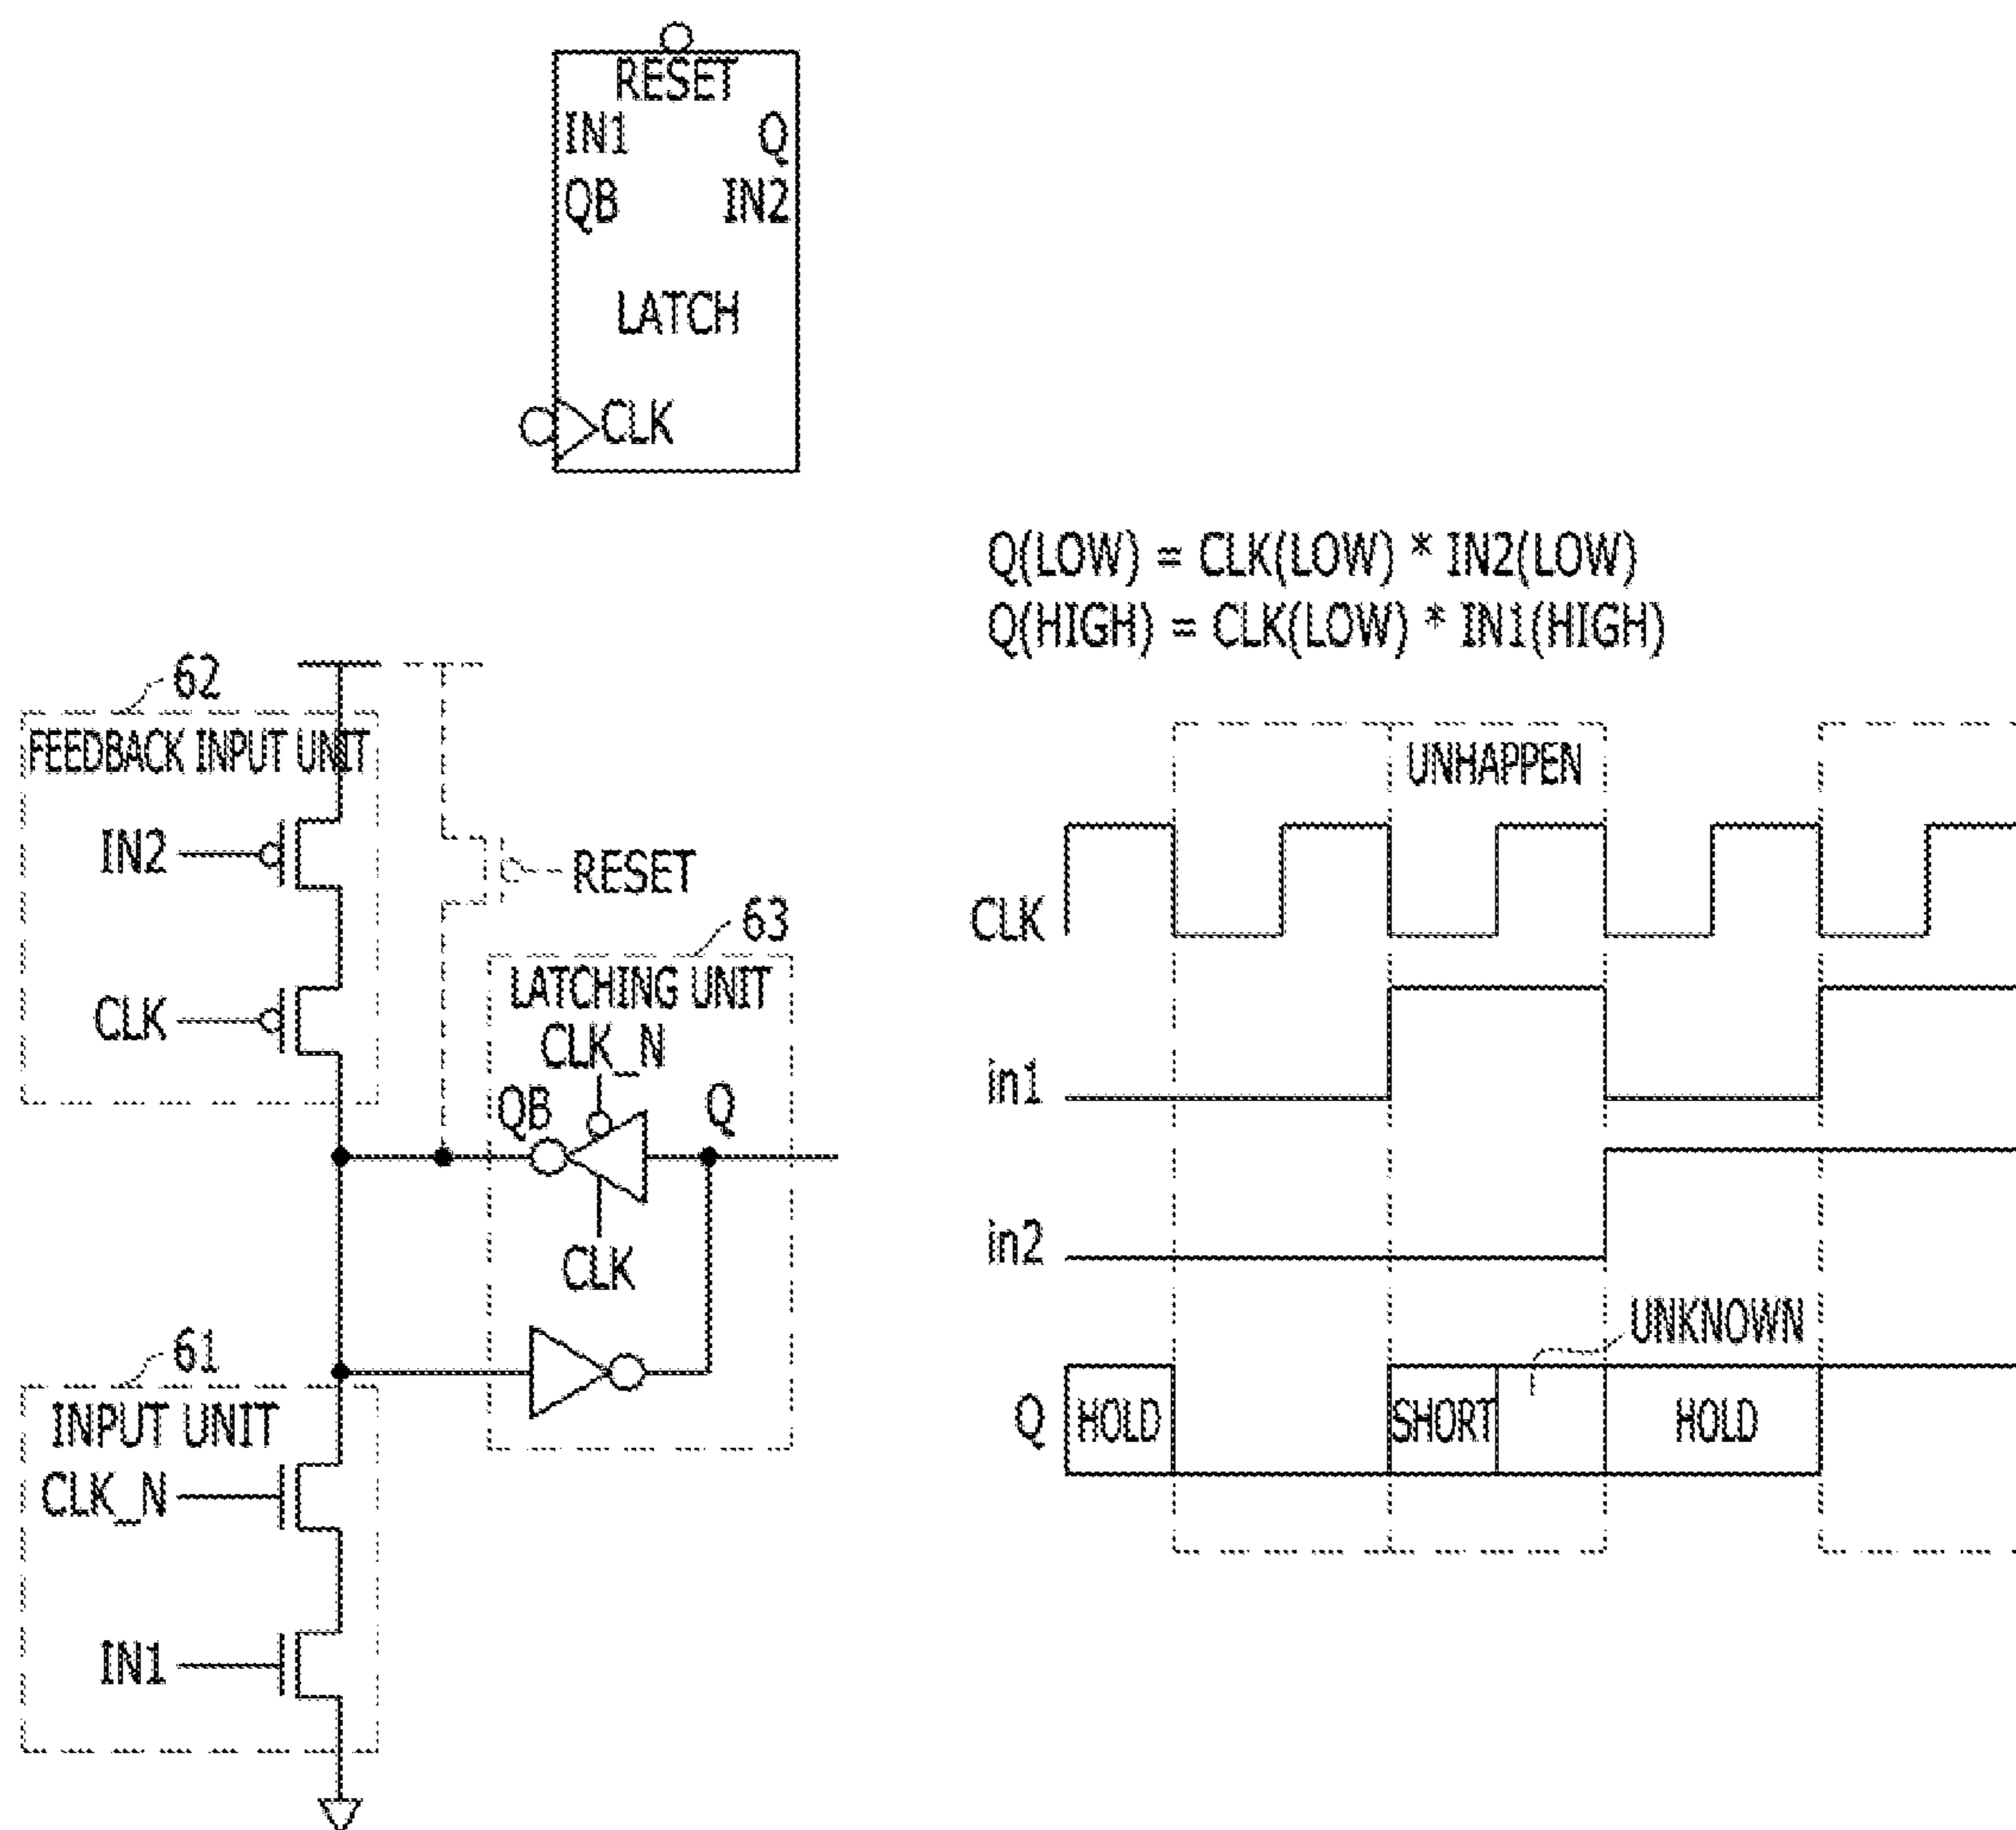 RESET
IN1 Q
QB IN2
LATCH
CLK
Q(LOW) = CLK(LOW) * IN2(LOW)
Q(HIGH) = CLK(LOW) * IN1(HIGH)
62
FEEDBACK INPUT UNIT
IN2
CLK
RESET
63
LATCHING UNIT
CLK_N
QB Q
CLK
61
INPUT UNIT
CLK_N
IN1
UNHAPPEN
CLK
in1
in2
UNKNOWN
Q HOLD SHORT HOLD